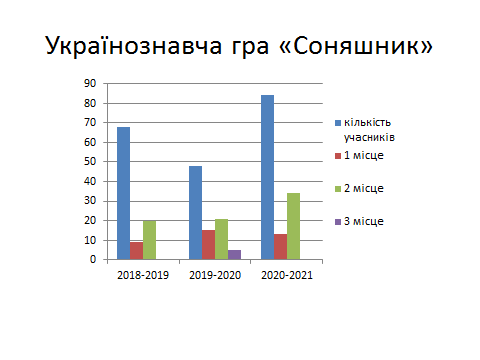 Українознавча гра «Соняшник»
90
80
70
60
50
40
30
20
10
0
2018-2019 2019-2020 2020-2021
кількість
учасників
1 місце
2 місце
3 місце